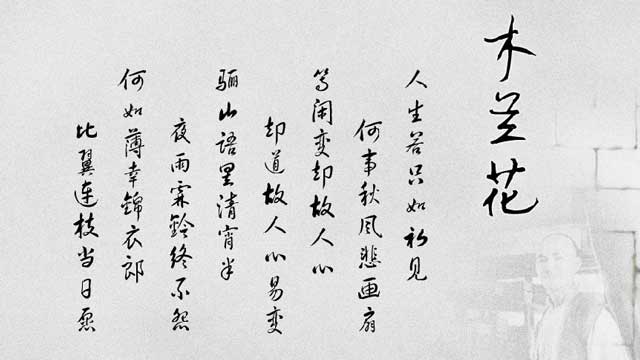 木兰花
人生若只如初见
何事秋风悲画扇
等闲变却故人心
却道故人心易变
骊山语罢清宵半
夜雨霖铃终不怨
何如薄幸锦衣郎
比翼连枝当日愿